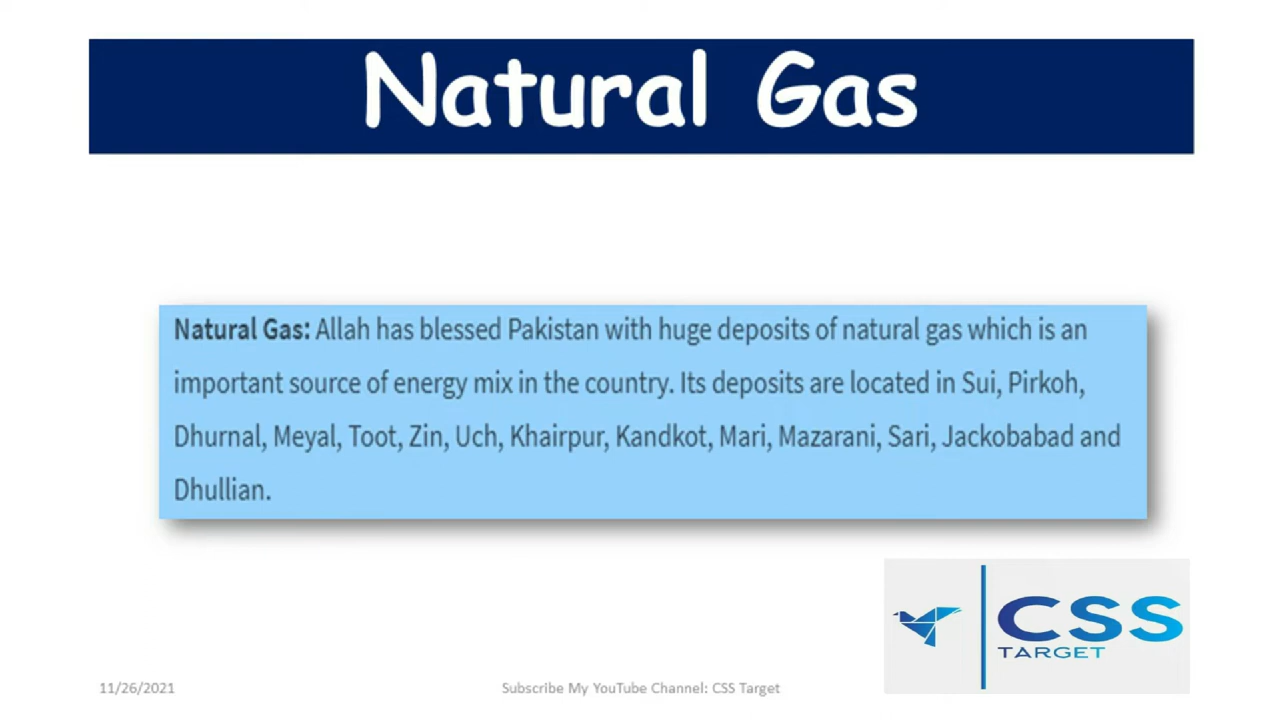 Natural Gas
Natural Gas: Allah has blessed Pakistan with huge deposits of natural gas which is an
important source of energy mix in the country. Its deposits are located in Sui, Pirkoh,
Dhurnal, Meyal, Toot, Zin, Uch, Khairpur, Kandkot, Mari, Mazarani, Sari, Jackobabad and
Dhullian.
CSS
TARGET
11/26/2021
Subscribe My YouTube Channel: CSS Target